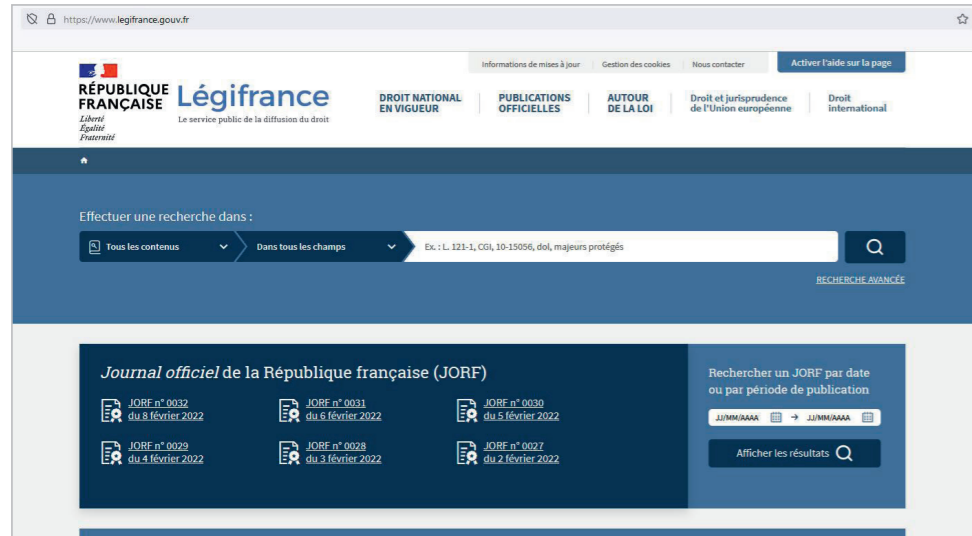 https://www.legifrance.gouv.fr
Informations de mises à jour
Gestion des cookies
Nous contacter
Activer l'aide sur la page
RÉPUBLIQUE
FRANÇAISE
Liberté
Égalité
Fraternité
Légifrance
Le service public de la diffusion du droit
DROIT NATIONAL
EN VIGUEUR
PUBLICATIONS
OFFICIELLES
AUTOUR
DE LA LOI
Droit et jurisprudence
de l'Union européenne
Droit
international
Effectuer une recherche dans :
Tous les contenus
Dans tous les champs
Ex. : L. 121-1, CGI, 10-15056, dol, majeurs protégés
RECHERCHE AVANCÉE
Journal officiel de la République française (JORF)
JORF n° 0032
du 8 février 2022
JORF n° 0031
du 6 février 2022
JORF n° 0030
du 5 février 2022
JORF n° 0029
du 4 février 2022
JORF n° 0028
du 3 février 2022
JORF n° 0027
du 2 février 2022
Rechercher un JORF par date
ou par période de publication
JJ/MM/AAAA → JJ/MM/AAAA
Afficher les résultats